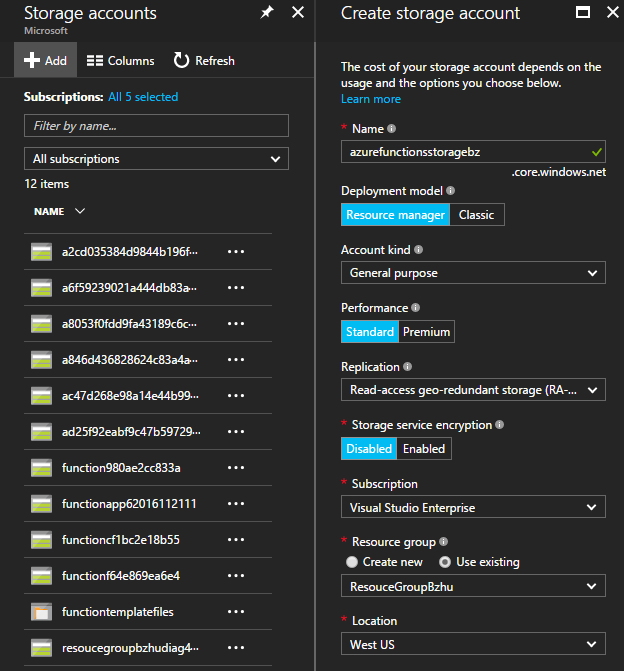 Storage accounts
Microsoft
Add Columns Refresh
Subscriptions: All 5 selected
Filter by name...
All subscriptions
12 items
NAME
a2cd035384d9844b196f...
a6f59239021a444db83a...
a8053f0fdd9fa43189c6c...
a846d436828624c83a4a...
ac47d268e98a14e44b99...
ad25f92eabf9c47b59729...
function980ae2cc833a
functionapp62016112111
functioncf1bc2e18b55
functionf64e869ea6e4
functiontemplatefiles
resoucegroupbzhudiag4...
Create storage account
The cost of your storage account depends on the
usage and the options you choose below.
Learn more
* Name
azurefunctionsstoragebz
.core.windows.net
Deployment model
Resource manager Classic
Account kind
General purpose
Performance
Standard Premium
Replication
Read-access geo-redundant storage (RA-...
* Storage service encryption
Disabled Enabled
* Subscription
Visual Studio Enterprise
* Resource group
Create new Use existing
ResouceGroupBzhu
* Location
West US